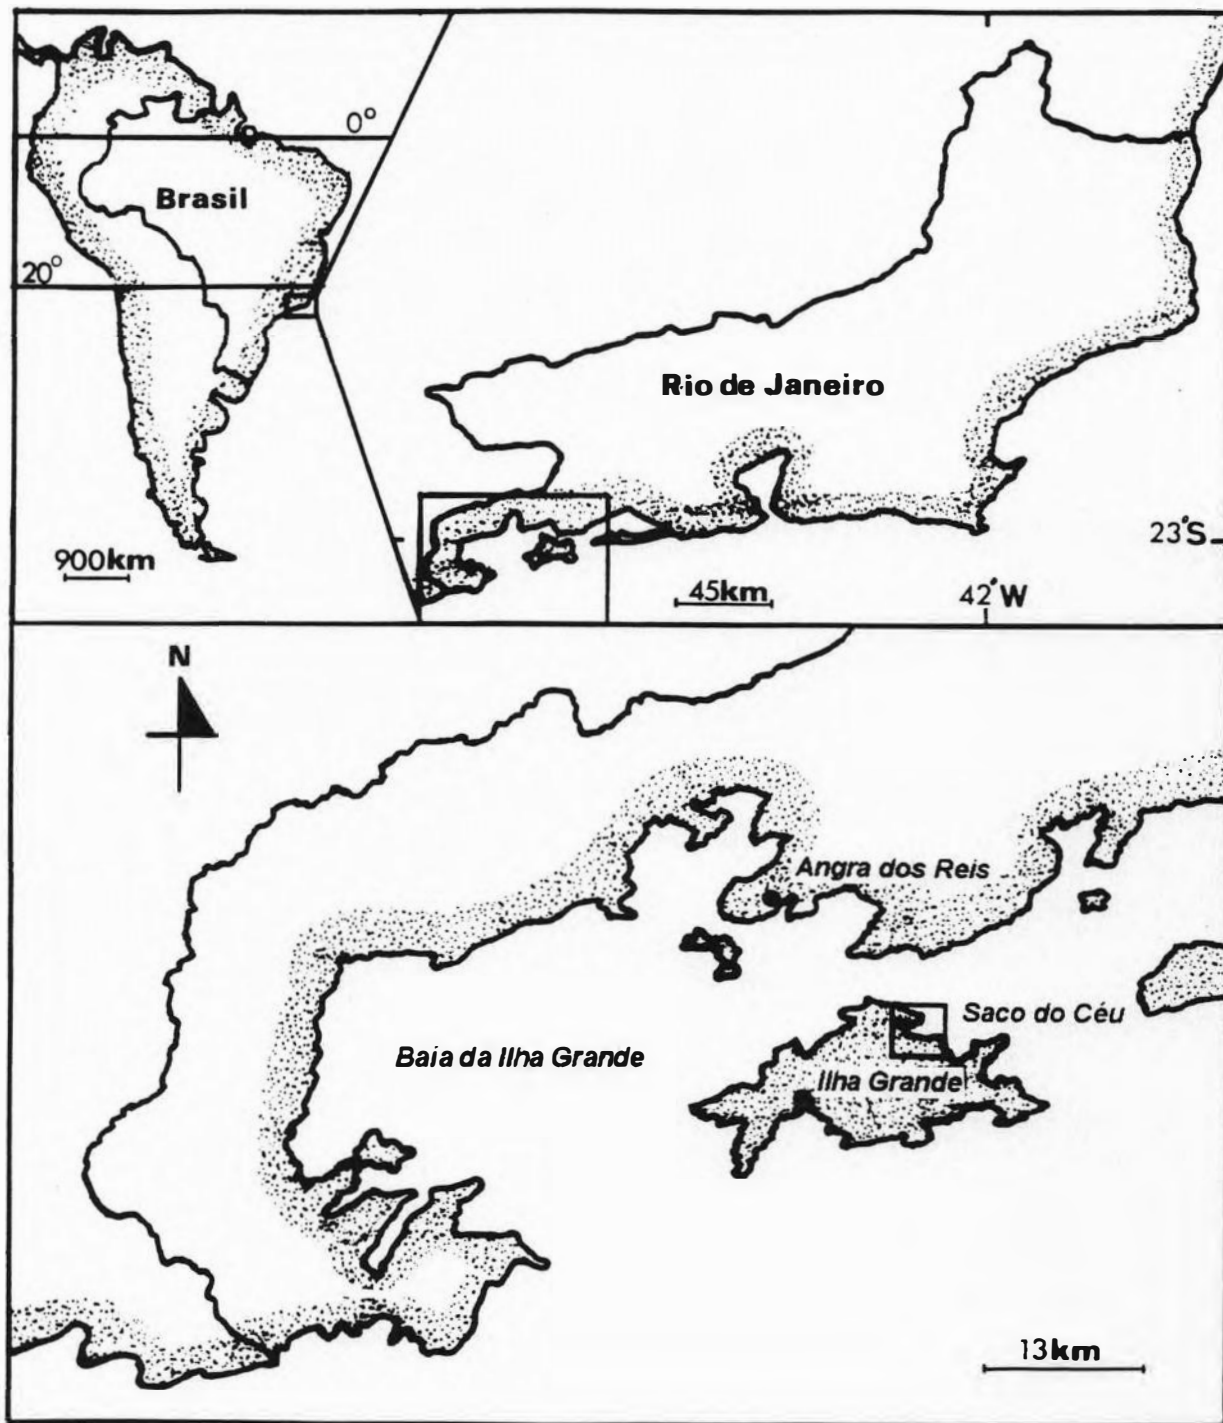 0°
Brasil
20°
900km
Rio de Janeiro
23°S
45km
42°W
N
Angra dos Reis
Saco do Céu
Baía da Ilha Grande
Ilha Grande
13km